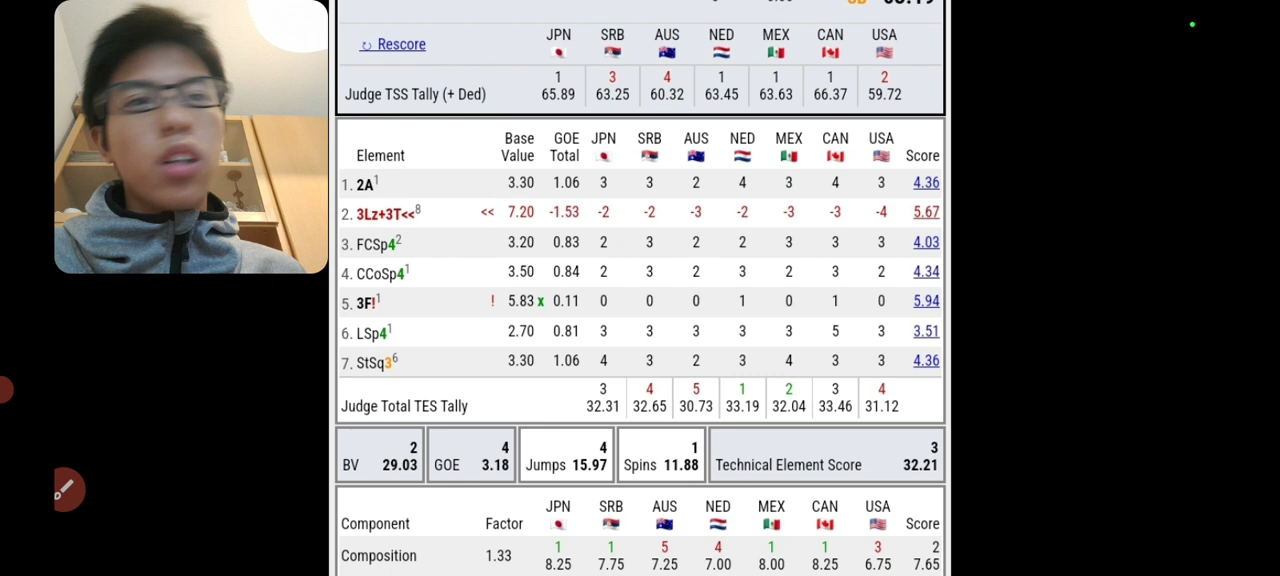 ↻ Rescore JPN SRB AUS NED MEX CAN USA
1 3 4 1 1 1 2
Judge TSS Tally (+ Ded) 65.89 63.25 60.32 63.45 63.63 66.37 59.72
Base GOE JPN SRB AUS NED MEX CAN USA
Element Value Total Score
1. 2A1 3.30 1.06 3 3 2 4 3 4 3 4.36
2. 3Lz+3T<<8 << 7.20 -1.53 -2 -2 -3 -2 -3 -3 -4 5.67
3. FCSp42 3.20 0.83 2 3 2 2 3 3 3 4.03
4. CCoSp41 3.50 0.84 2 3 2 3 2 3 2 4.34
5. 3F!1 ! 5.83 x 0.11 0 0 0 1 0 1 0 5.94
6. LSp41 2.70 0.81 3 3 3 3 3 5 3 3.51
7. StSq36 3.30 1.06 4 3 2 3 4 3 3 4.36
3 4 5 1 2 3 4
Judge Total TES Tally 32.31 32.65 30.73 33.19 32.04 33.46 31.12
2 4 4 1 3
BV 29.03 GOE 3.18 Jumps 15.97 Spins 11.88 Technical Element Score 32.21
JPN SRB AUS NED MEX CAN USA
Component Factor Score
1 1 5 4 1 1 3 2
Composition 1.33 8.25 7.75 7.25 7.00 8.00 8.25 6.75 7.65